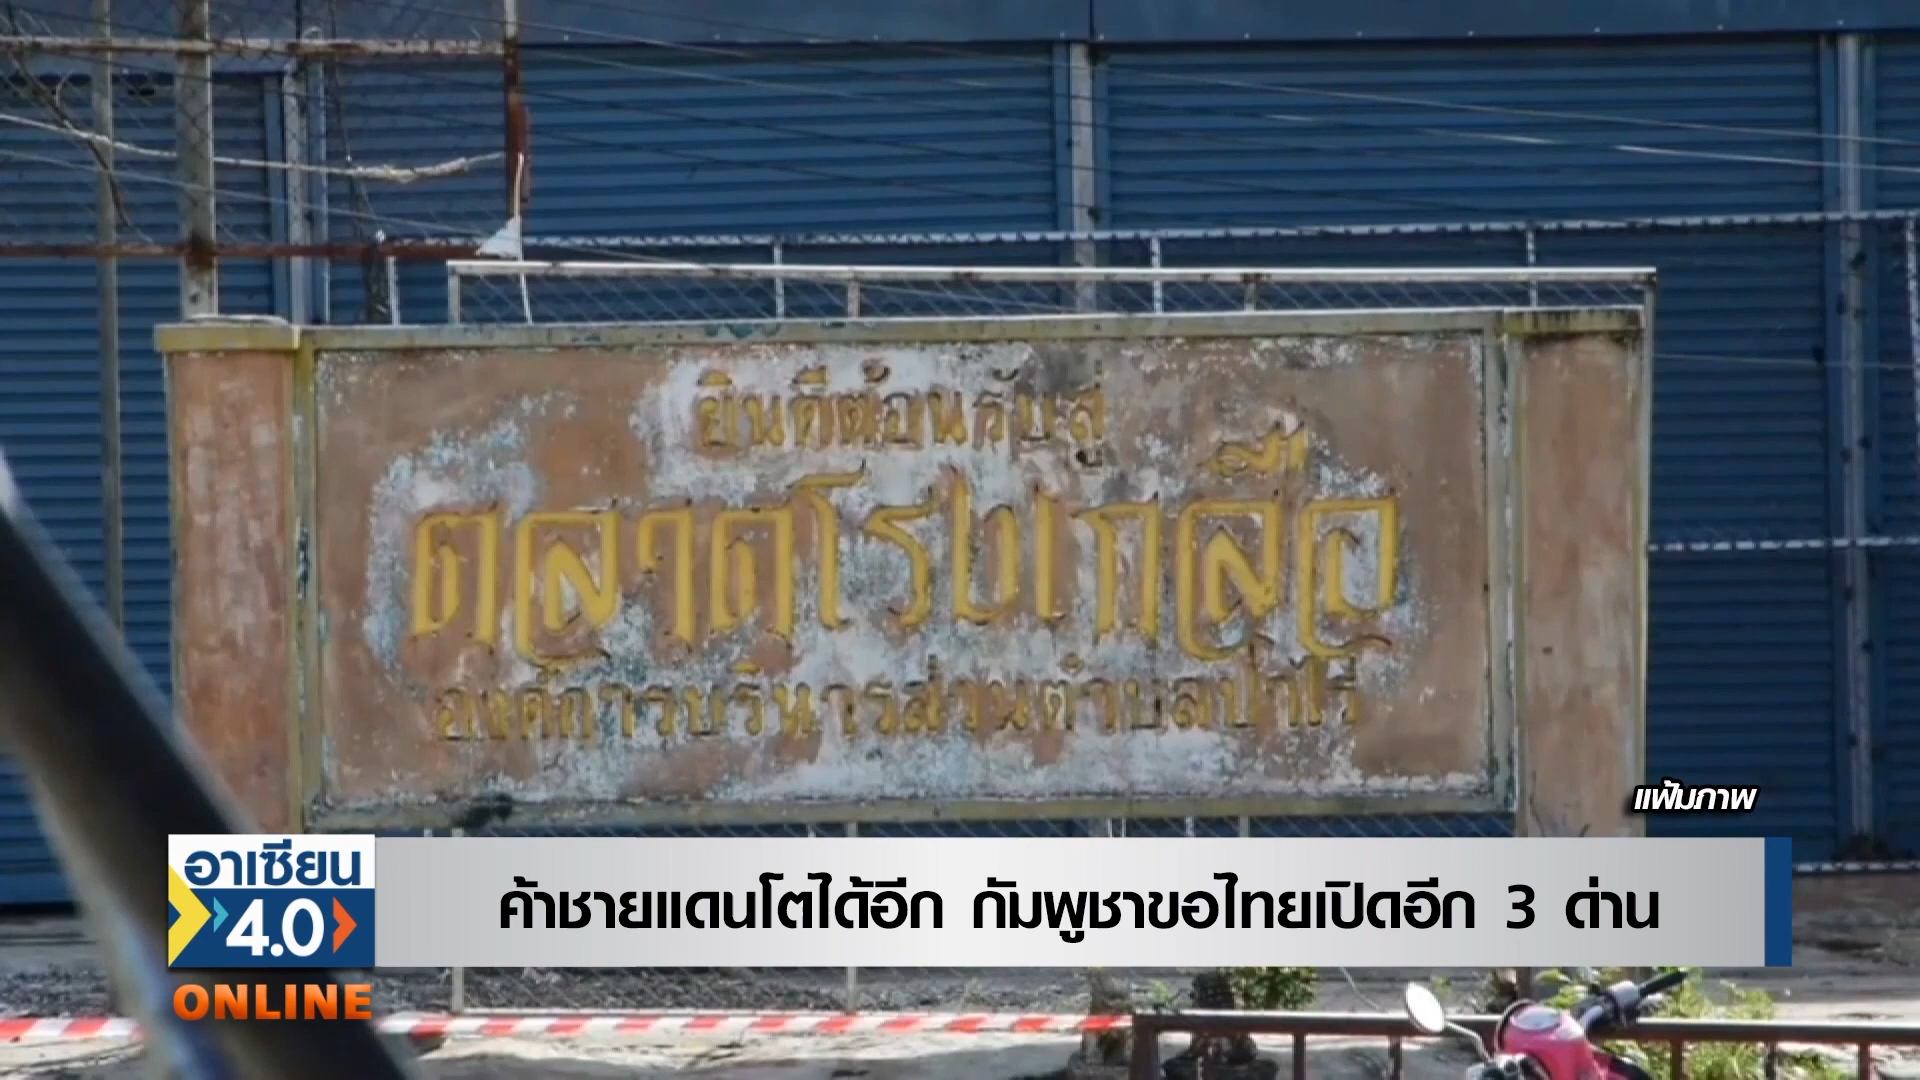 ยินดีต้อนรับสู่
ตลาดโรงเกลือ
องค์การบริหารส่วนตำบลป่าไร่
แฟ้มภาพ
อาเซียน
4.0
ONLINE
ค้าชายแดนโตได้อีก กัมพูชาขอไทยเปิดอีก 3 ด่าน